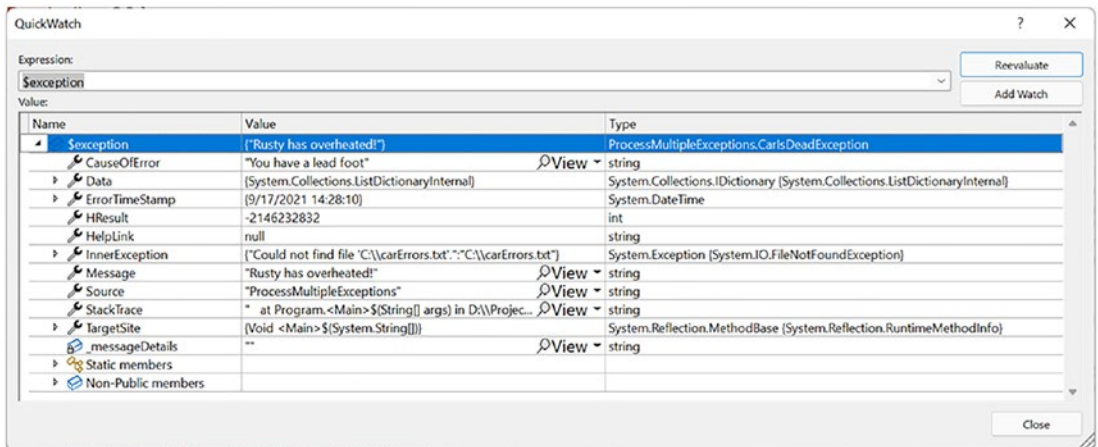 QuickWatch ? X
Expression:
$exception
Reevaluate
Value:
Add Watch
Name Value Type
$exception {"Rusty has overheated!"} ProcessMultipleExceptions.CarIsDeadException
CauseOfError "You have a lead foot" View string
Data {System.Collections.ListDictionaryInternal} System.Collections.IDictionary {System.Collections.ListDictionaryInternal}
ErrorTimeStamp {9/17/2021 14:28:10} System.DateTime
HResult -2146232832 int
HelpLink null string
InnerException {"Could not find file 'C:\\carErrors.txt'.":"C:\\carErrors.txt"} System.Exception {System.IO.FileNotFoundException}
Message "Rusty has overheated!" View string
Source "ProcessMultipleExceptions" View string
StackTrace " at Program.<Main>$(String[] args) in D:\\Projec... View string
TargetSite {Void <Main>$(System.String[])} System.Reflection.MethodBase {System.Reflection.RuntimeMethodInfo}
_messageDetails "" View string
Static members
Non-Public members
Close